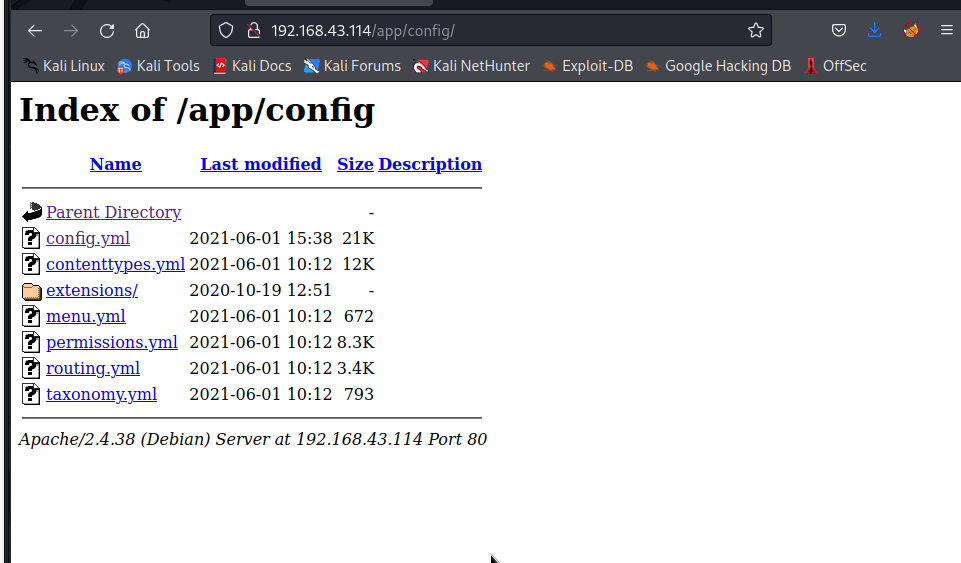 192.168.43.114/app/config/
Kali Linux Kali Tools Kali Docs Kali Forums Kali NetHunter Exploit-DB Google Hacking DB OffSec
Index of /app/config
Name Last modified Size Description
Parent Directory -
config.yml 2021-06-01 15:38 21K
contenttypes.yml 2021-06-01 10:12 12K
extensions/ 2020-10-19 12:51 -
menu.yml 2021-06-01 10:12 672
permissions.yml 2021-06-01 10:12 8.3K
routing.yml 2021-06-01 10:12 3.4K
taxonomy.yml 2021-06-01 10:12 793
Apache/2.4.38 (Debian) Server at 192.168.43.114 Port 80